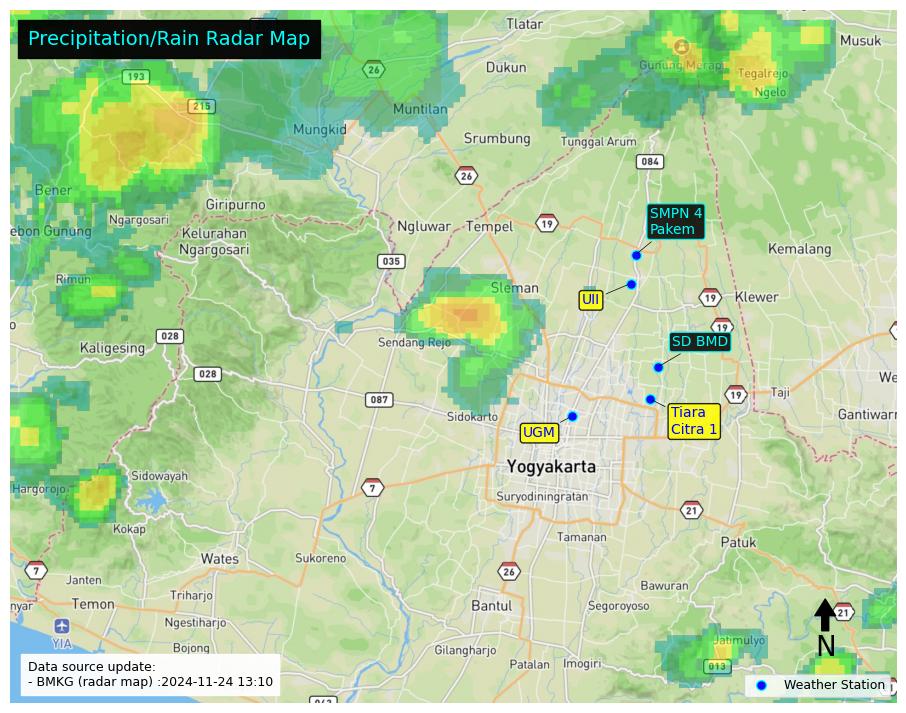 Precipitation/Rain Radar Map
Tlatar
Musuk
Dukun
Gunung Merapi
193
26
Tegalrejo
Ngelo
215
Muntilan
Mungkid
Srumbung
Tunggal Arum
084
26
Bener
Giripurno
SMPN 4
Pakem
Ngargosari
Ngluwar
Tempel
19
ebon Gunung
Kelurahan
Ngargosari
Kemalang
035
Rimun
Sleman
UII
19
Klewer
19
028
Sendang Rejo
SD BMD
Kaligesing
028
We
087
19
Taji
Sidokarto
Tiara
Citra 1
Gantiwarn
UGM
Yogyakarta
Sidowayah
Hargorojo
7
Suryodiningratan
21
Kokap
Tamanan
Patuk
Wates
Sukoreno
7
26
Janten
Bawuran
Triharjo
nyar
Temon
Bantul
Segoroyoso
21
Ngestiharjo
YIA
Jatimulyo
N
Bojong
Gilangharjo
Patalan
Imogiri
013
Data source update:
- BMKG (radar map) :2024-11-24 13:10
Weather Station